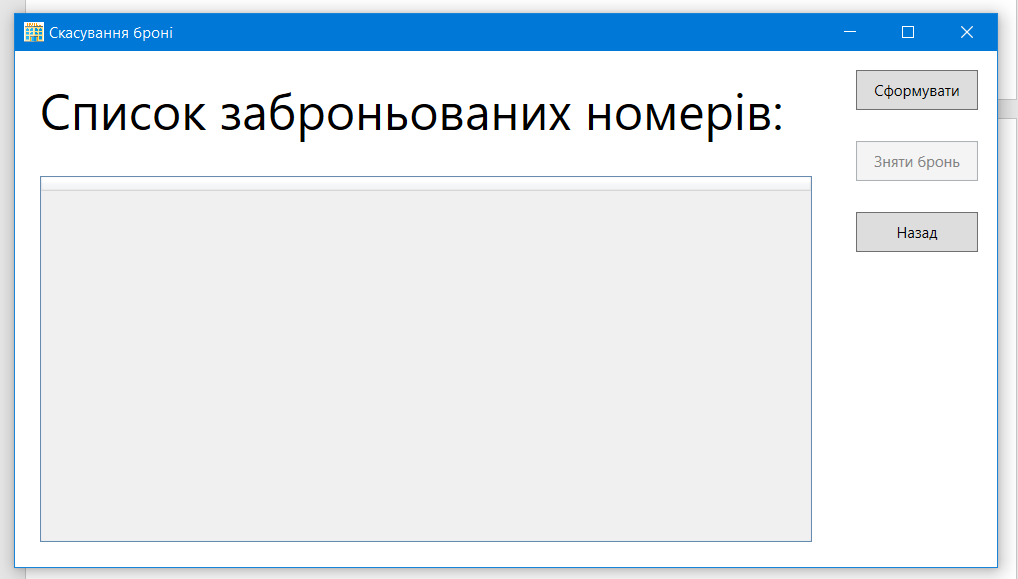 Скасування броні
Список заброньованих номерів:
Сформувати
Зняти бронь
Назад